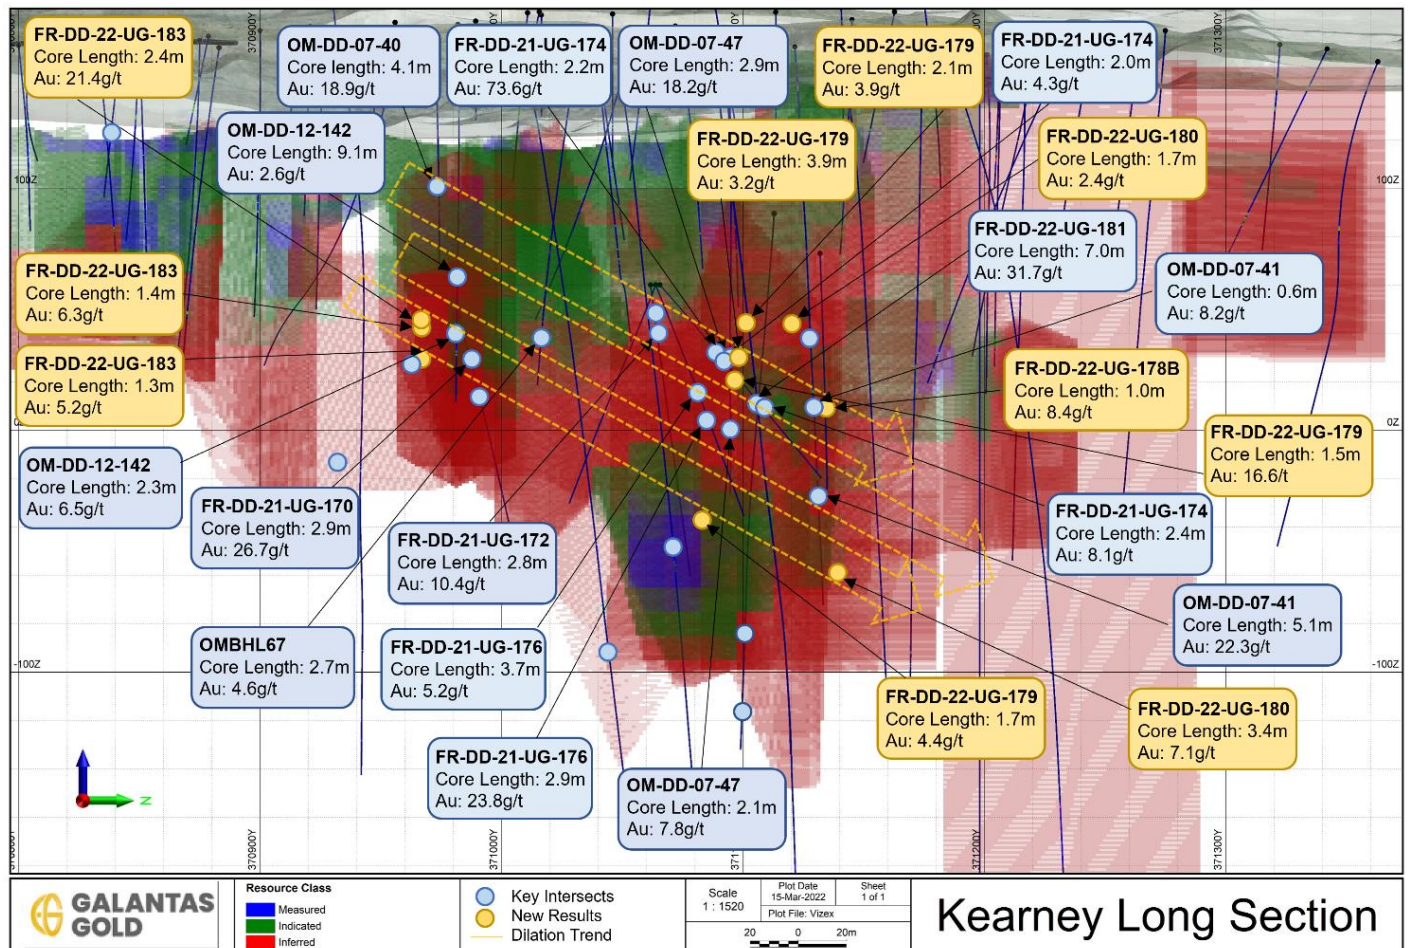 FR-DD-22-UG-183
Core Length: 2.4m
Au: 21.4g/t
370900Y
OM-DD-07-40
Core length: 4.1m
Au: 18.9g/t
FR-DD-21-UG-174
Core Length: 2.2m
Au: 73.6g/t
OM-DD-07-47
Core Length: 2.9m
Au: 18.2g/t
FR-DD-22-UG-179
Core Length: 2.1m
Au: 3.9g/t
FR-DD-21-UG-174
Core Length: 2.0m
Au: 4.3g/t
371300Y
OM-DD-12-142
Core Length: 9.1m
Au: 2.6g/t
FR-DD-22-UG-179
Core Length: 3.9m
Au: 3.2g/t
FR-DD-22-UG-180
Core Length: 1.7m
Au: 2.4g/t
100Z
100Z
FR-DD-22-UG-181
Core Length: 7.0m
Au: 31.7g/t
FR-DD-22-UG-183
Core Length: 1.4m
Au: 6.3g/t
OM-DD-07-41
Core Length: 0.6m
Au: 8.2g/t
FR-DD-22-UG-183
Core Length: 1.3m
Au: 5.2g/t
FR-DD-22-UG-178B
Core Length: 1.0m
Au: 8.4g/t
0Z
FR-DD-22-UG-179
Core Length: 1.5m
Au: 16.6g/t
OM-DD-12-142
Core Length: 2.3m
Au: 6.5g/t
FR-DD-21-UG-170
Core Length: 2.9m
Au: 26.7g/t
FR-DD-21-UG-172
Core Length: 2.8m
Au: 10.4g/t
FR-DD-21-UG-174
Core Length: 2.4m
Au: 8.1g/t
OM-DD-07-41
Core Length: 5.1m
Au: 22.3g/t
OMBHL67
Core Length: 2.7m
Au: 4.6g/t
FR-DD-21-UG-176
Core Length: 3.7m
Au: 5.2g/t
-100Z
-100Z
FR-DD-22-UG-179
Core Length: 1.7m
Au: 4.4g/t
FR-DD-22-UG-180
Core Length: 3.4m
Au: 7.1g/t
FR-DD-21-UG-176
Core Length: 2.9m
Au: 23.8g/t
OM-DD-07-47
Core Length: 2.1m
Au: 7.8g/t
N
370900Y
371000Y
371200Y
371300Y
GALANTAS
GOLD
Resource Class
Measured
Indicated
Inferred
Key Intersects
New Results
Dilation Trend
Scale
1 : 1520
Plot Date
15-Mar-2022
Sheet
1 of 1
Plot File: Vizex
20 0 20m
Kearney Long Section